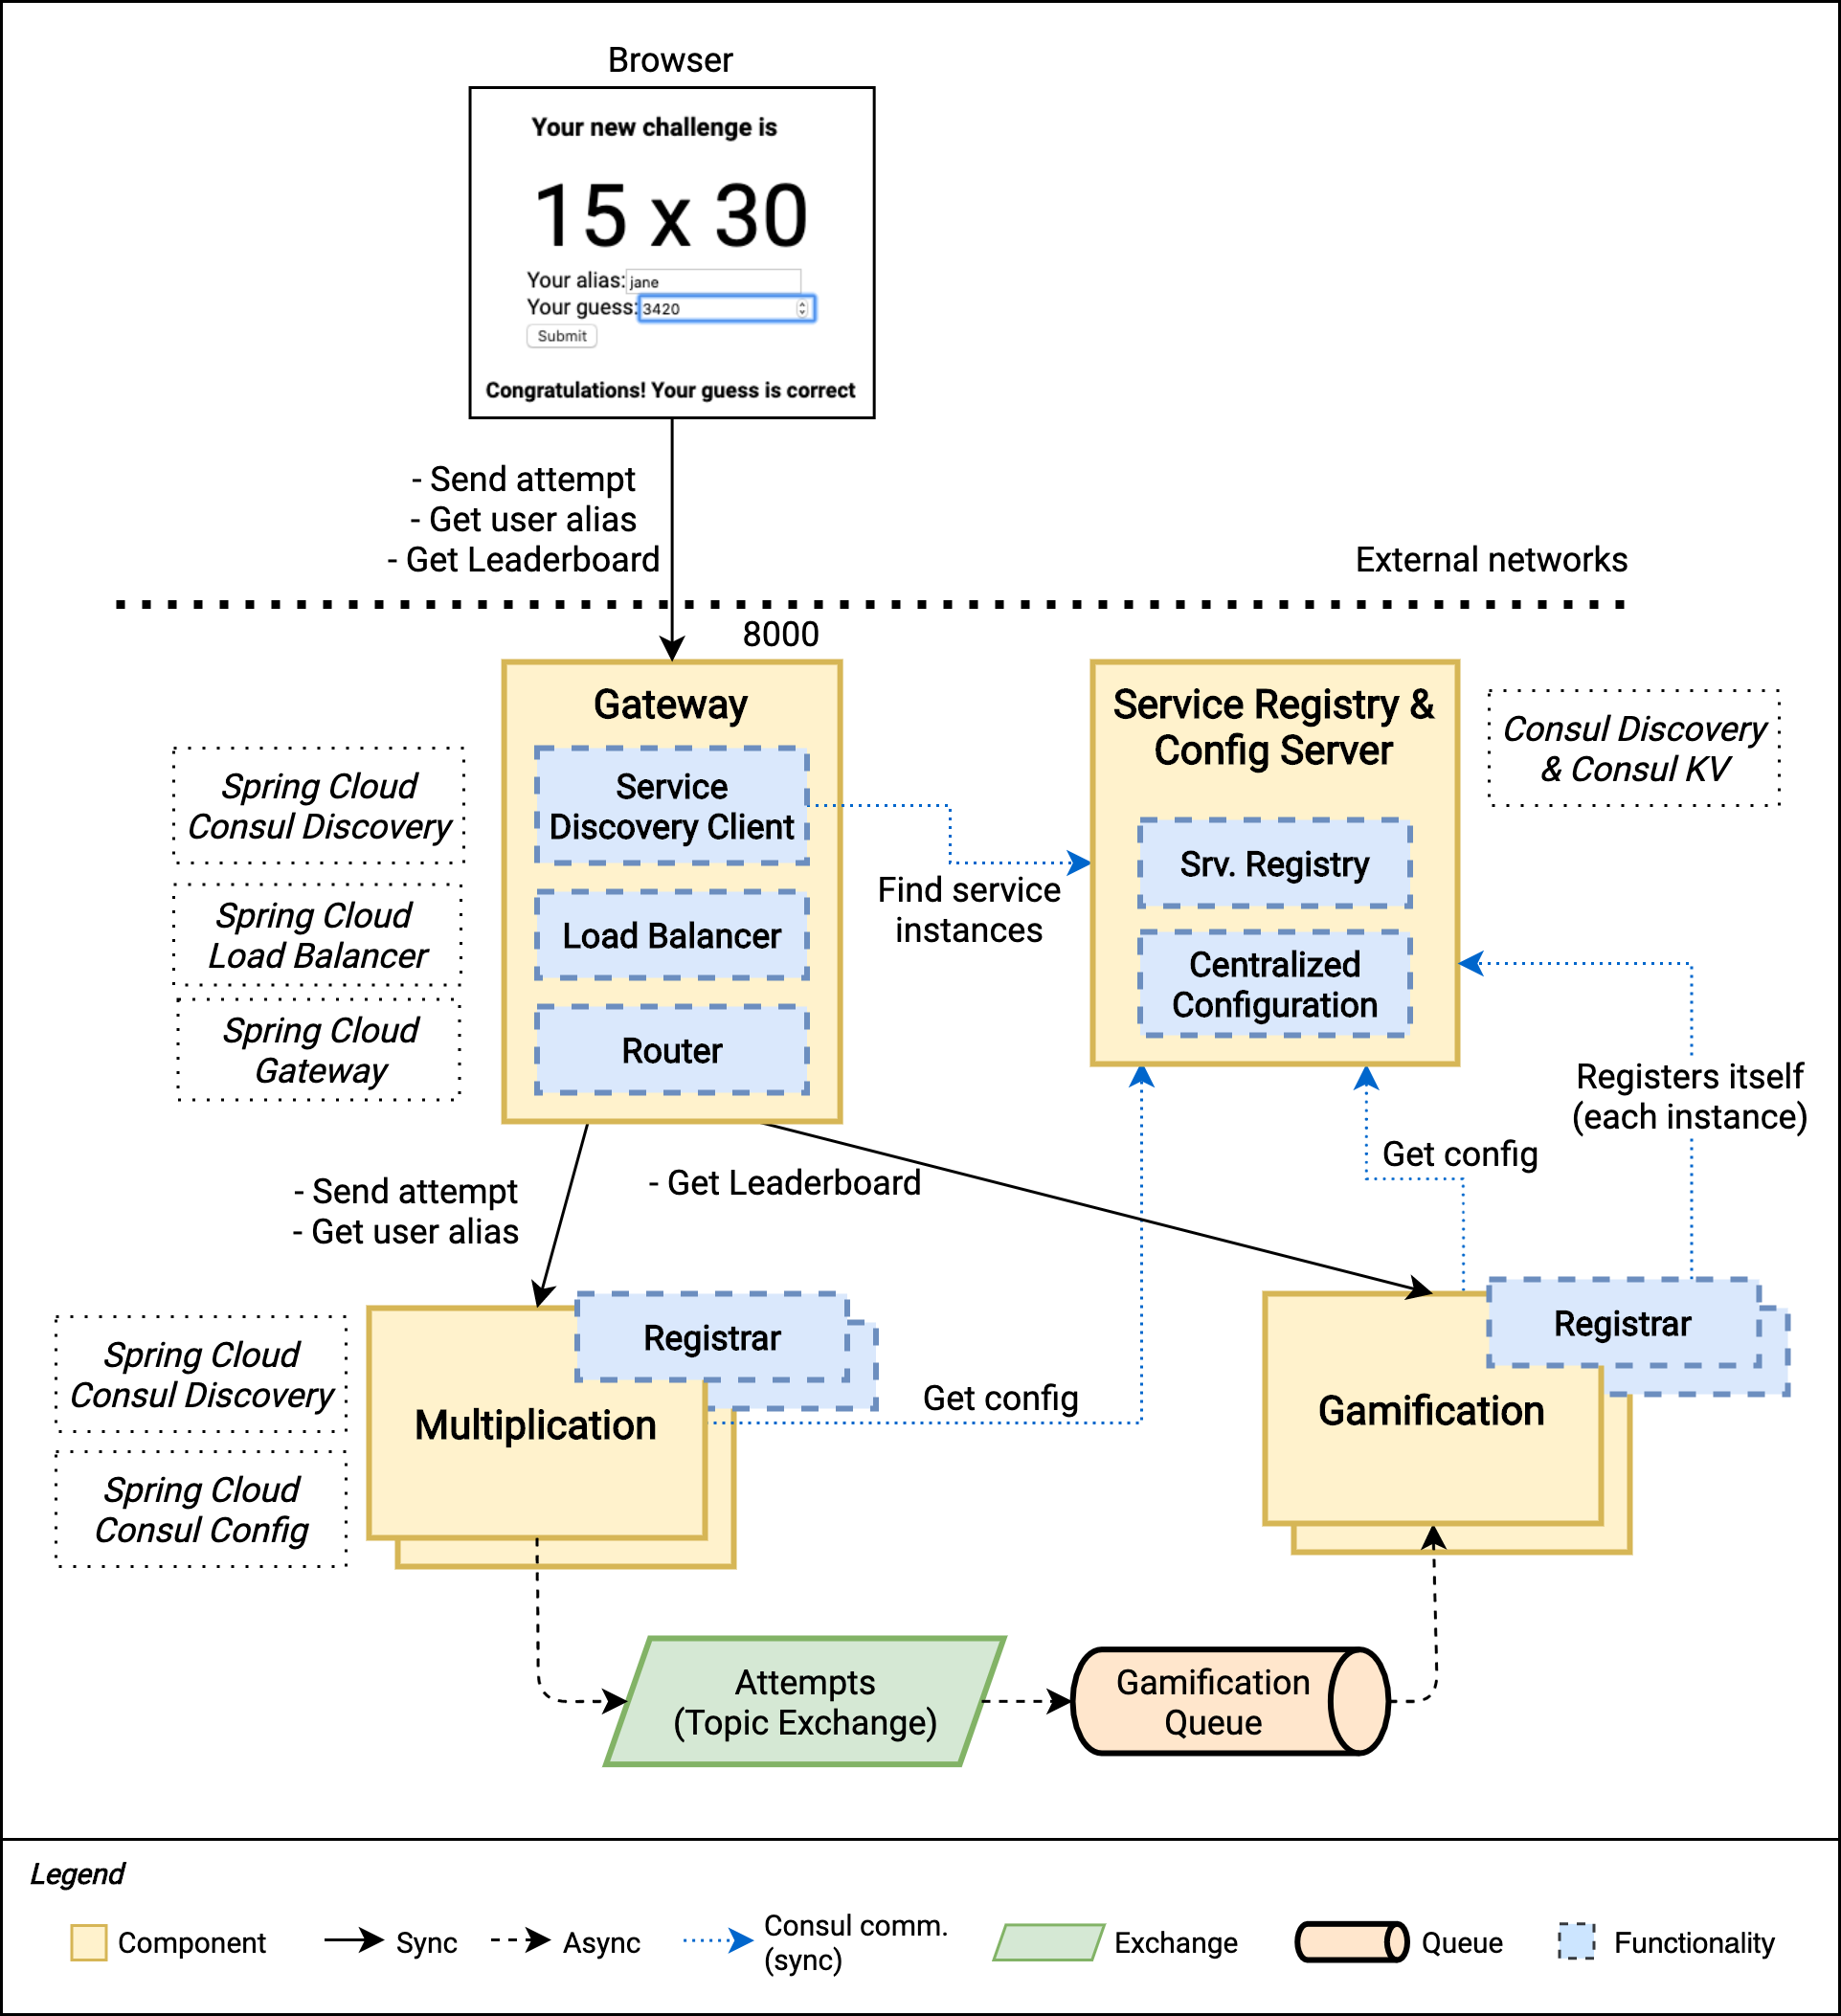 Browser
Your new challenge is
15 x 30
Your alias: jane
Your guess: 3420
Submit
Congratulations! Your guess is correct
- Send attempt
- Get user alias
- Get Leaderboard
External networks
8000
Gateway
Service
Discovery Client
Load Balancer
Router
Spring Cloud
Consul Discovery
Spring Cloud
Load Balancer
Spring Cloud
Gateway
Find service
instances
Service Registry &
Config Server
Srv. Registry
Centralized
Configuration
Consul Discovery
& Consul KV
Registers itself
(each instance)
Get config
- Send attempt
- Get user alias
- Get Leaderboard
Spring Cloud
Consul Discovery
Spring Cloud
Consul Config
Registrar
Multiplication
Get config
Registrar
Gamification
Attempts
(Topic Exchange)
Gamification
Queue
Legend
Component
Sync
Async
Consul comm.
(sync)
Exchange
Queue
Functionality